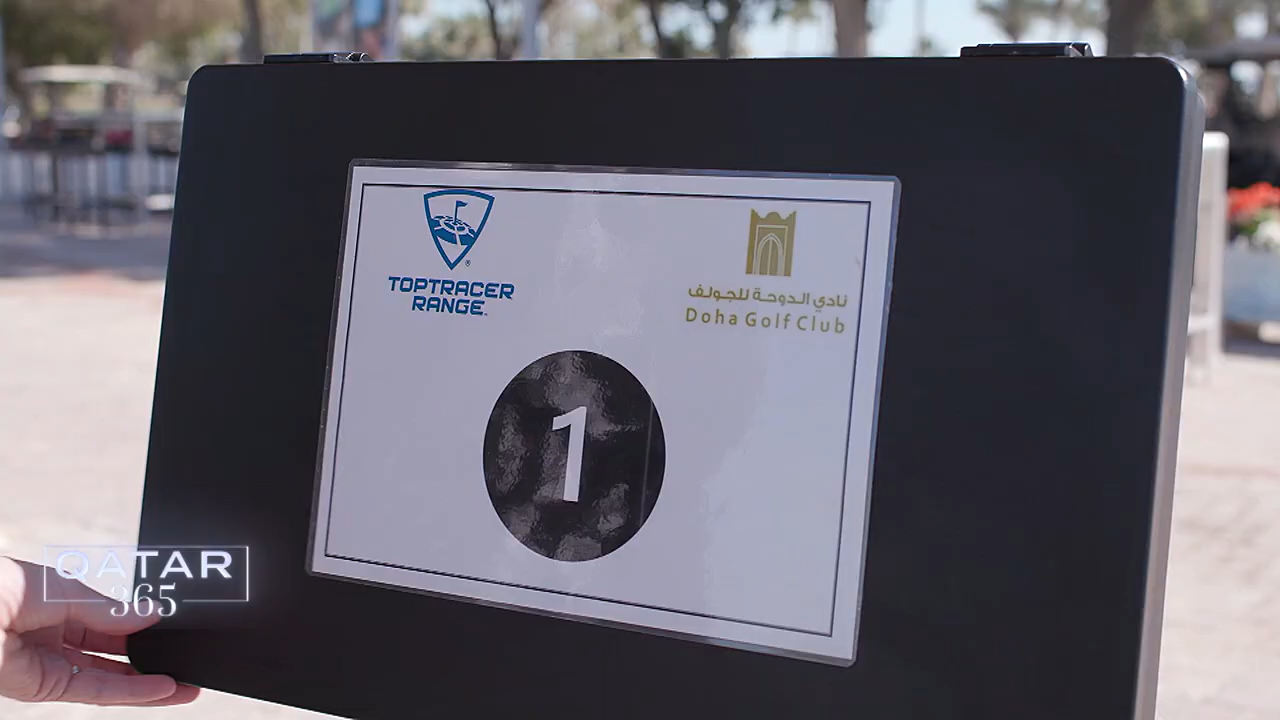 TOPTRACER
RANGE
نادي الدوحة للجولف
Doha Golf Club
1
QATAR
365